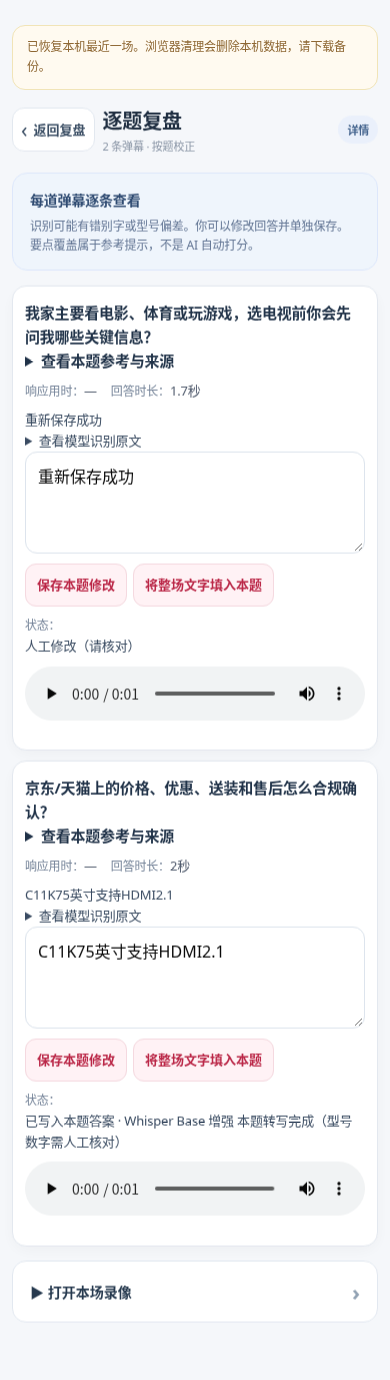 已恢复本机最近一场。浏览器清理会删除本机数据，请下载备
份。
‹ 返回复盘
逐题复盘
2 条弹幕 · 按题校正
详情
每道弹幕逐条查看
识别可能有错别字或型号偏差。你可以修改回答并单独保存。
要点覆盖属于参考提示，不是 AI 自动打分。
我家主要看电影、体育或玩游戏，选电视前你会先
问我哪些关键信息？
▶ 查看本题参考与来源
响应用时：— 回答时长：1.7秒
重新保存成功
▶ 查看模型识别原文
重新保存成功
保存本题修改 将整场文字填入本题
状态：
人工修改（请核对）
0:00 / 0:01
京东/天猫上的价格、优惠、送装和售后怎么合规确
认？
▶ 查看本题参考与来源
响应用时：— 回答时长：2秒
C11K75英寸支持HDMI2.1
▶ 查看模型识别原文
C11K75英寸支持HDMI2.1
保存本题修改 将整场文字填入本题
状态：
已写入本题答案 · Whisper Base 增强 本题转写完成（型号
数字需人工核对）
0:00 / 0:01
▶ 打开本场录像 ›